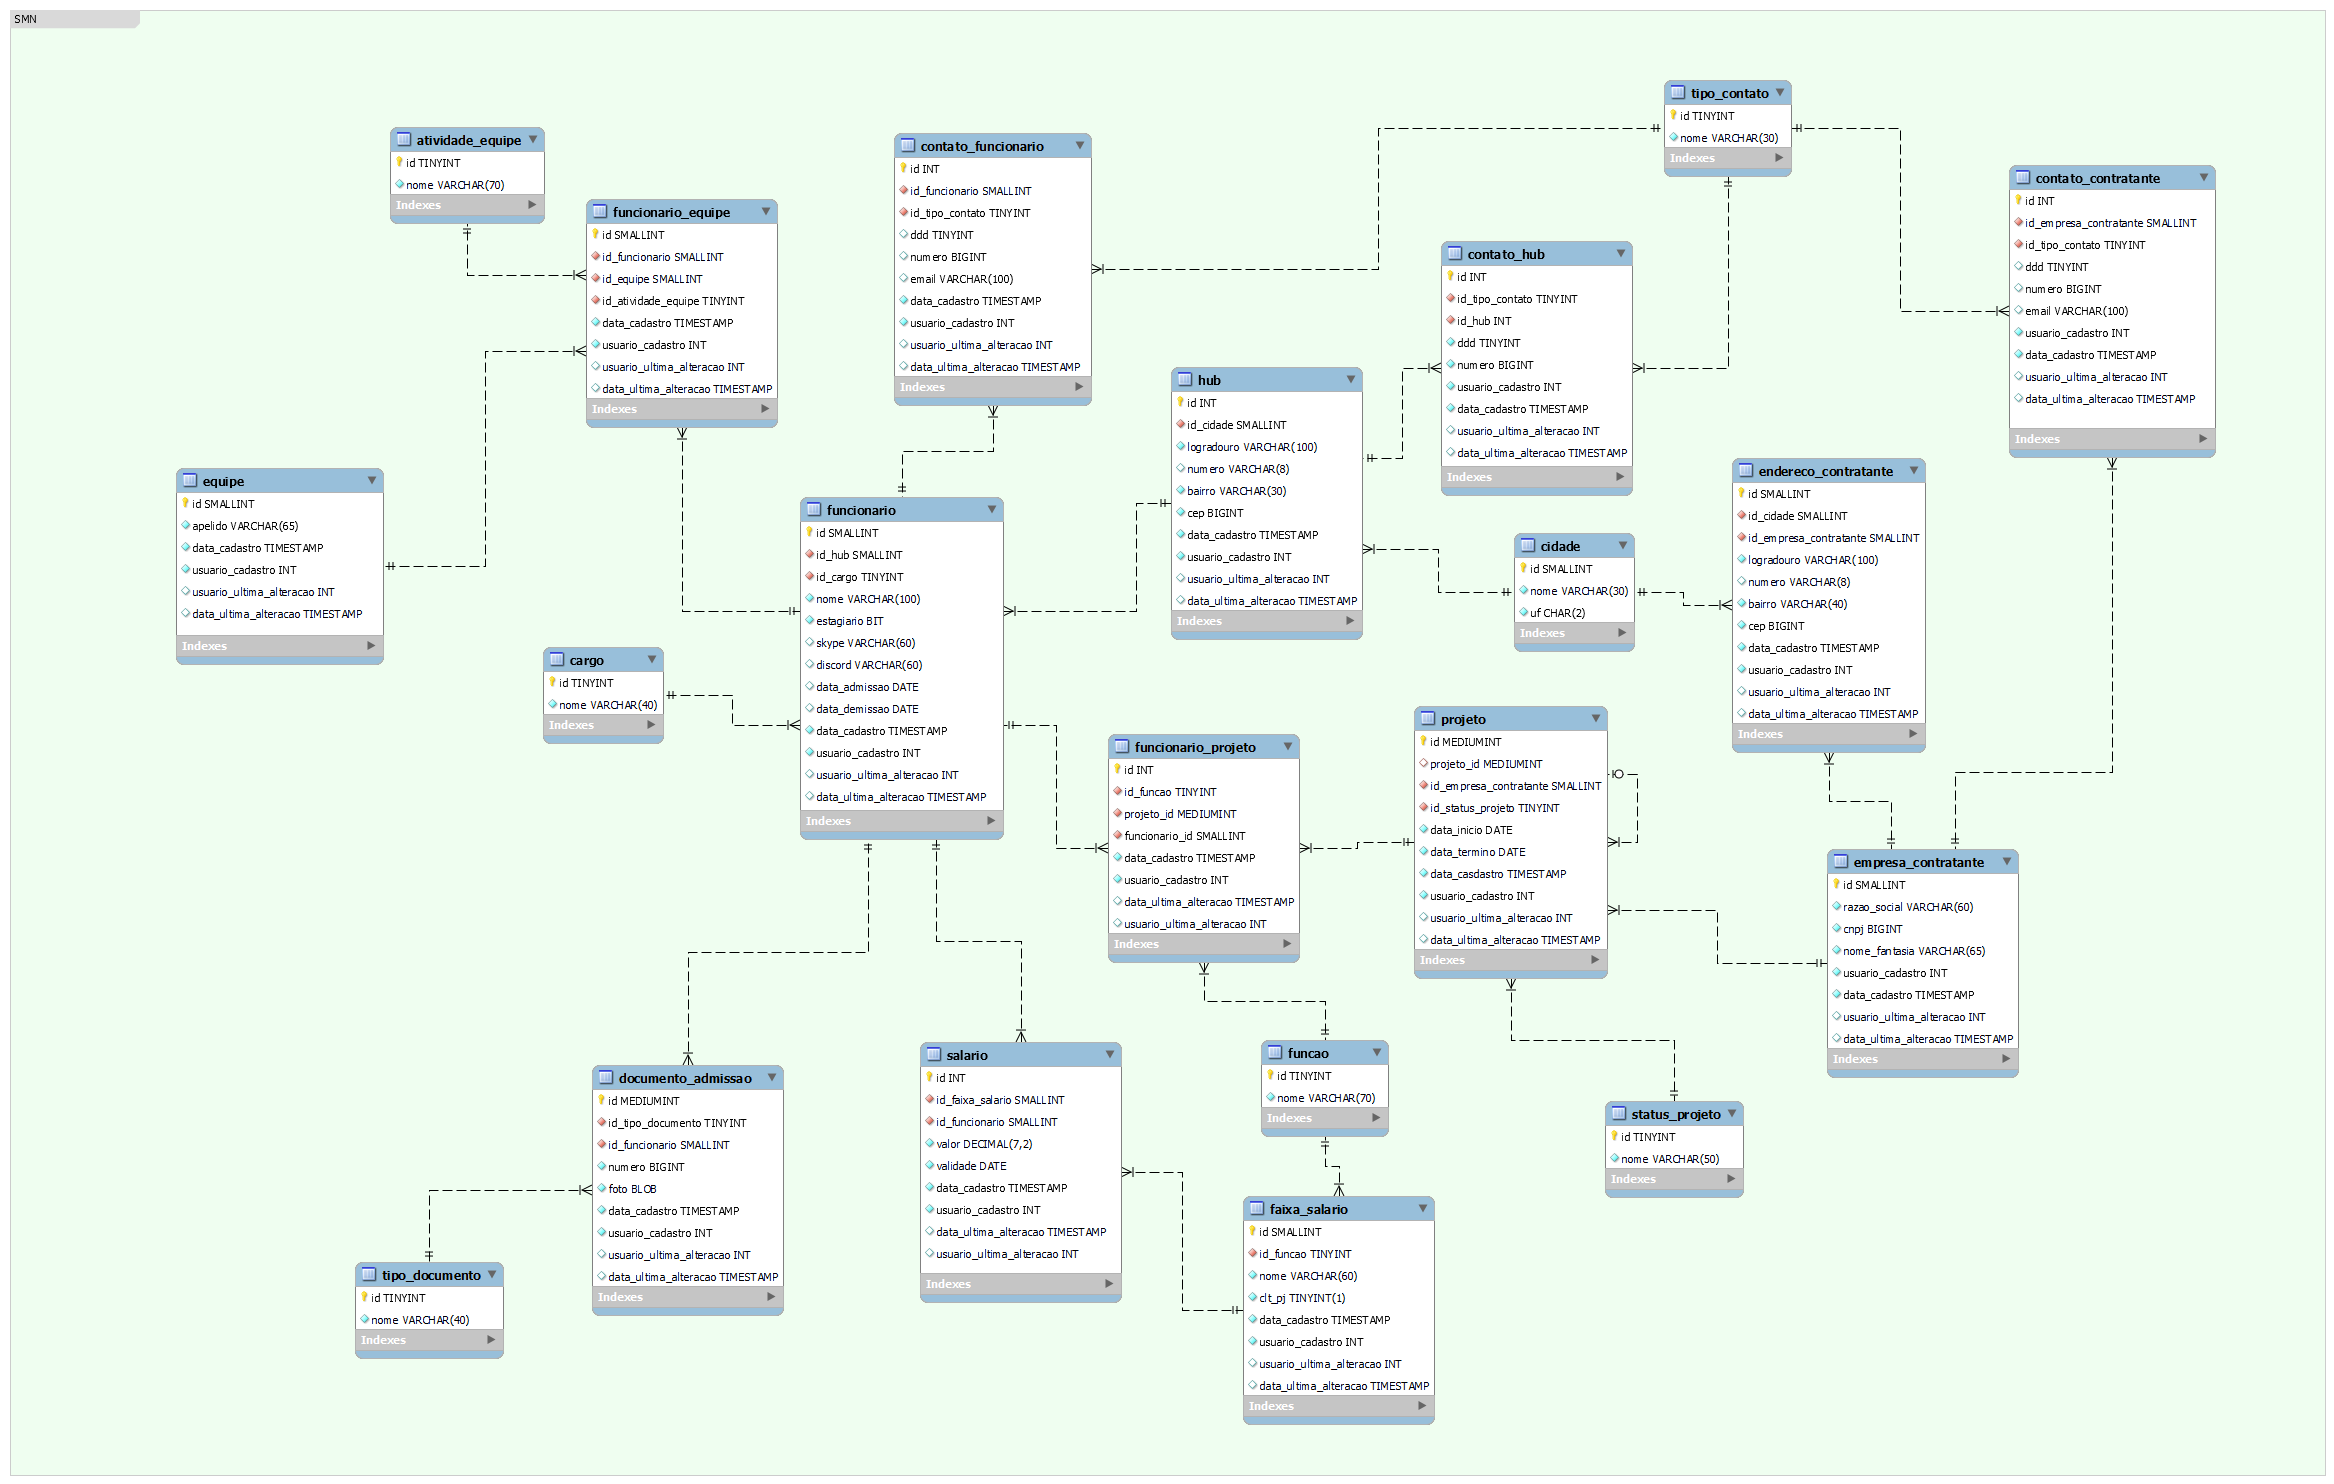 SMN
atividade_equipe
id TINYINT
nome VARCHAR(70)
Indexes
funcionario_equipe
id SMALLINT
id_funcionario SMALLINT
id_equipe SMALLINT
id_atividade_equipe TINYINT
data_cadastro TIMESTAMP
usuario_cadastro INT
usuario_ultima_alteracao INT
data_ultima_alteracao TIMESTAMP
Indexes
contato_funcionario
id INT
id_funcionario SMALLINT
id_tipo_contato TINYINT
ddd TINYINT
numero BIGINT
email VARCHAR(100)
data_cadastro TIMESTAMP
usuario_cadastro INT
usuario_ultima_alteracao INT
data_ultima_alteracao TIMESTAMP
Indexes
tipo_contato
id TINYINT
nome VARCHAR(30)
Indexes
contato_contratante
id INT
id_empresa_contratante SMALLINT
id_tipo_contato TINYINT
ddd TINYINT
numero BIGINT
email VARCHAR(100)
usuario_cadastro INT
data_cadastro TIMESTAMP
usuario_ultima_alteracao INT
data_ultima_alteracao TIMESTAMP
Indexes
contato_hub
id INT
id_tipo_contato TINYINT
id_hub INT
ddd TINYINT
numero BIGINT
usuario_cadastro INT
data_cadastro TIMESTAMP
usuario_ultima_alteracao INT
data_ultima_alteracao TIMESTAMP
Indexes
hub
id INT
id_cidade SMALLINT
logradouro VARCHAR(100)
numero VARCHAR(8)
bairro VARCHAR(30)
cep BIGINT
data_cadastro TIMESTAMP
usuario_cadastro INT
usuario_ultima_alteracao INT
data_ultima_alteracao TIMESTAMP
Indexes
equipe
id SMALLINT
apelido VARCHAR(65)
data_cadastro TIMESTAMP
usuario_cadastro INT
usuario_ultima_alteracao INT
data_ultima_alteracao TIMESTAMP
Indexes
funcionario
id SMALLINT
id_hub SMALLINT
id_cargo TINYINT
nome VARCHAR(100)
estagiario BIT
skype VARCHAR(60)
discord VARCHAR(60)
data_admissao DATE
data_demissao DATE
data_cadastro TIMESTAMP
usuario_cadastro INT
usuario_ultima_alteracao INT
data_ultima_alteracao TIMESTAMP
Indexes
endereco_contratante
id SMALLINT
id_cidade SMALLINT
id_empresa_contratante SMALLINT
logradouro VARCHAR(100)
numero VARCHAR(8)
bairro VARCHAR(40)
cep BIGINT
data_cadastro TIMESTAMP
usuario_cadastro INT
usuario_ultima_alteracao INT
data_ultima_alteracao TIMESTAMP
Indexes
cidade
id SMALLINT
nome VARCHAR(30)
uf CHAR(2)
Indexes
cargo
id TINYINT
nome VARCHAR(40)
Indexes
funcionario_projeto
id INT
id_funcao TINYINT
projeto_id MEDIUMINT
funcionario_id SMALLINT
data_cadastro TIMESTAMP
usuario_cadastro INT
data_ultima_alteracao TIMESTAMP
usuario_ultima_alteracao INT
Indexes
projeto
id MEDIUMINT
projeto_id MEDIUMINT
id_empresa_contratante SMALLINT
id_status_projeto TINYINT
data_inicio DATE
data_termino DATE
data_casdastro TIMESTAMP
usuario_cadastro INT
usuario_ultima_alteracao INT
data_ultima_alteracao TIMESTAMP
Indexes
empresa_contratante
id SMALLINT
razao_social VARCHAR(60)
cnpj BIGINT
nome_fantasia VARCHAR(65)
usuario_cadastro INT
data_cadastro TIMESTAMP
usuario_ultima_alteracao INT
data_ultima_alteracao TIMESTAMP
Indexes
documento_admissao
id MEDIUMINT
id_tipo_documento TINYINT
id_funcionario SMALLINT
numero BIGINT
foto BLOB
data_cadastro TIMESTAMP
usuario_cadastro INT
usuario_ultima_alteracao INT
data_ultima_alteracao TIMESTAMP
Indexes
salario
id INT
id_faixa_salario SMALLINT
id_funcionario SMALLINT
valor DECIMAL(7,2)
validade DATE
data_cadastro TIMESTAMP
usuario_cadastro INT
data_ultima_alteracao TIMESTAMP
usuario_ultima_alteracao INT
Indexes
funcao
id TINYINT
nome VARCHAR(70)
Indexes
status_projeto
id TINYINT
nome VARCHAR(50)
Indexes
faixa_salario
id SMALLINT
id_funcao TINYINT
nome VARCHAR(60)
clt_pj TINYINT(1)
data_cadastro TIMESTAMP
usuario_cadastro INT
usuario_ultima_alteracao INT
data_ultima_alteracao TIMESTAMP
Indexes
tipo_documento
id TINYINT
nome VARCHAR(40)
Indexes